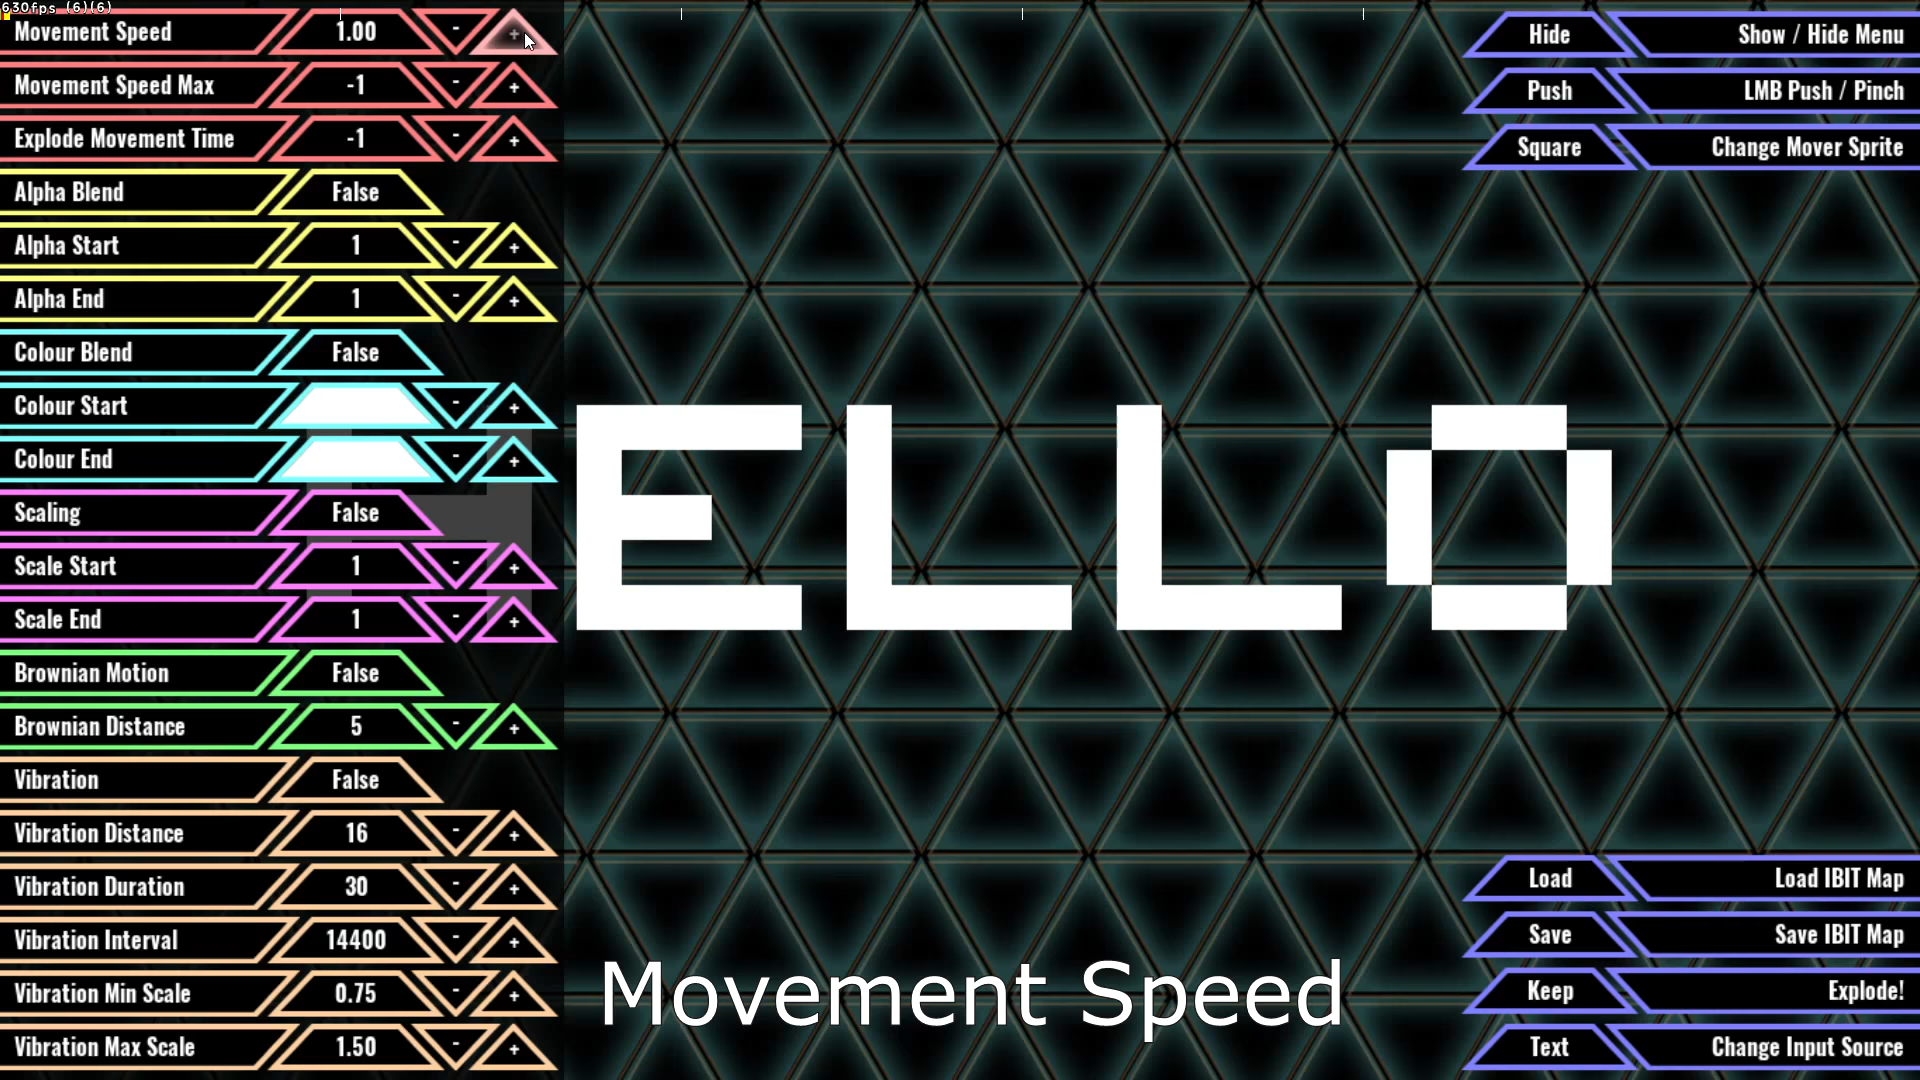 630fps (6)(6)
Movement Speed 1.00 - +
Movement Speed Max -1 - +
Explode Movement Time -1 - +
Alpha Blend False
Alpha Start 1 - +
Alpha End 1 - +
Colour Blend False
Colour Start - +
Colour End - +
Scaling False
Scale Start 1 - +
Scale End 1 - +
Brownian Motion False
Brownian Distance 5 - +
Vibration False
Vibration Distance 16 - +
Vibration Duration 30 - +
Vibration Interval 14400 - +
Vibration Min Scale 0.75 - +
Vibration Max Scale 1.50 - +
HELLO
Movement Speed
Hide Show / Hide Menu
Push LMB Push / Pinch
Square Change Mover Sprite
Load Load IBIT Map
Save Save IBIT Map
Keep Explode!
Text Change Input Source